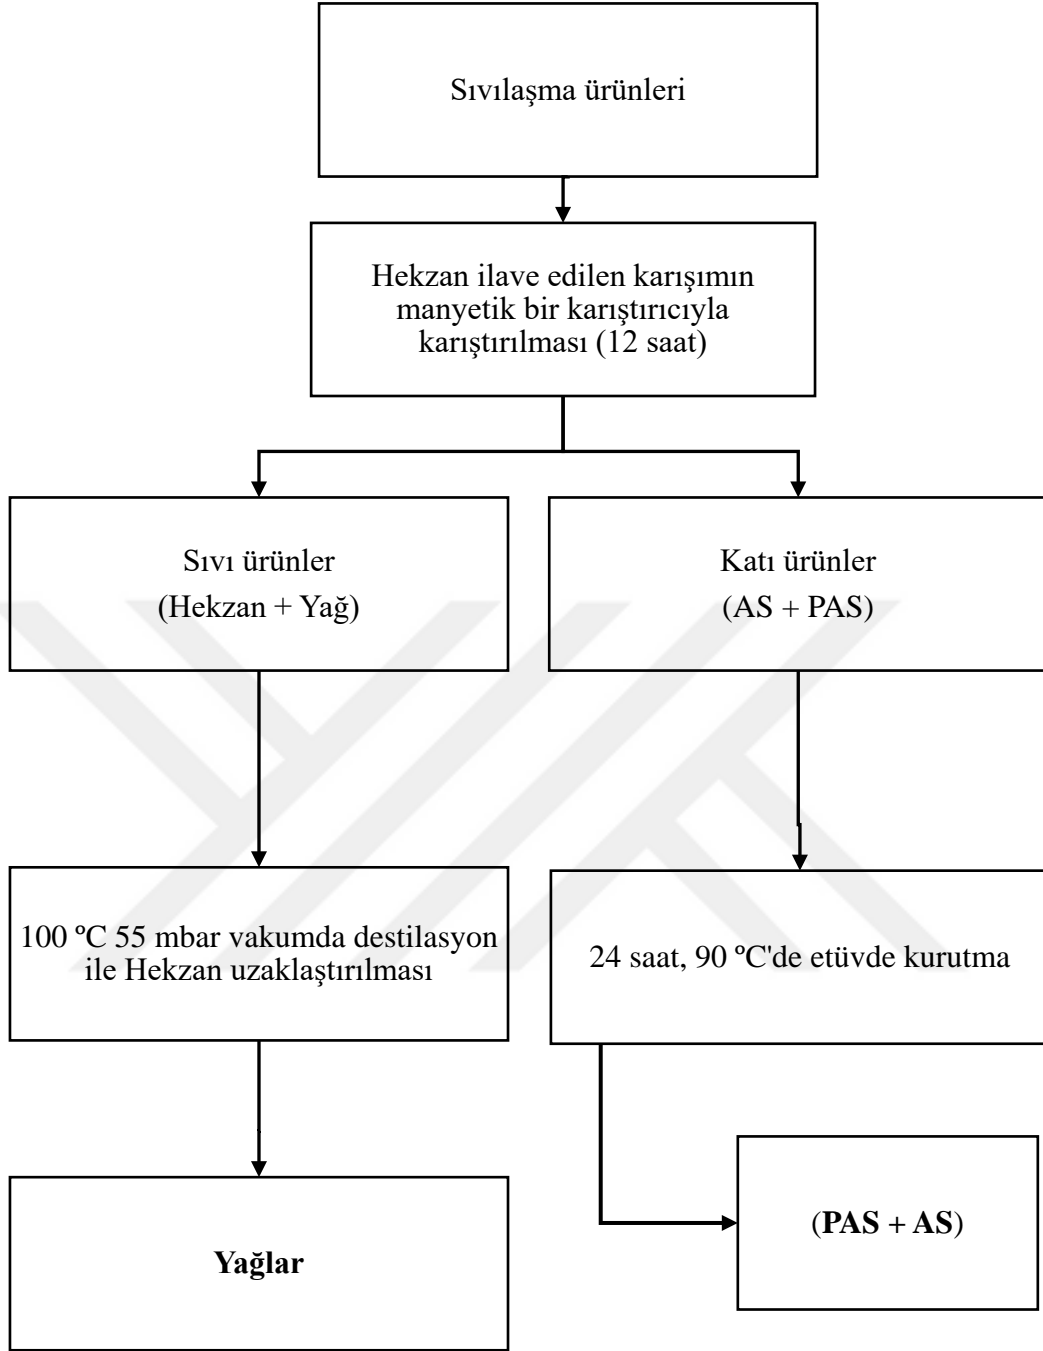 Sıvılaşma ürünleri
Hekzan ilave edilen karışımın
manyetik bir karıştırıcıyla
karıştırılması (12 saat)
Sıvı ürünler
(Hekzan + Yağ)
Katı ürünler
(AS + PAS)
100 ºC 55 mbar vakumda destilasyon
ile Hekzan uzaklaştırılması
24 saat, 90 ºC'de etüvde kurutma
(PAS + AS)
Yağlar